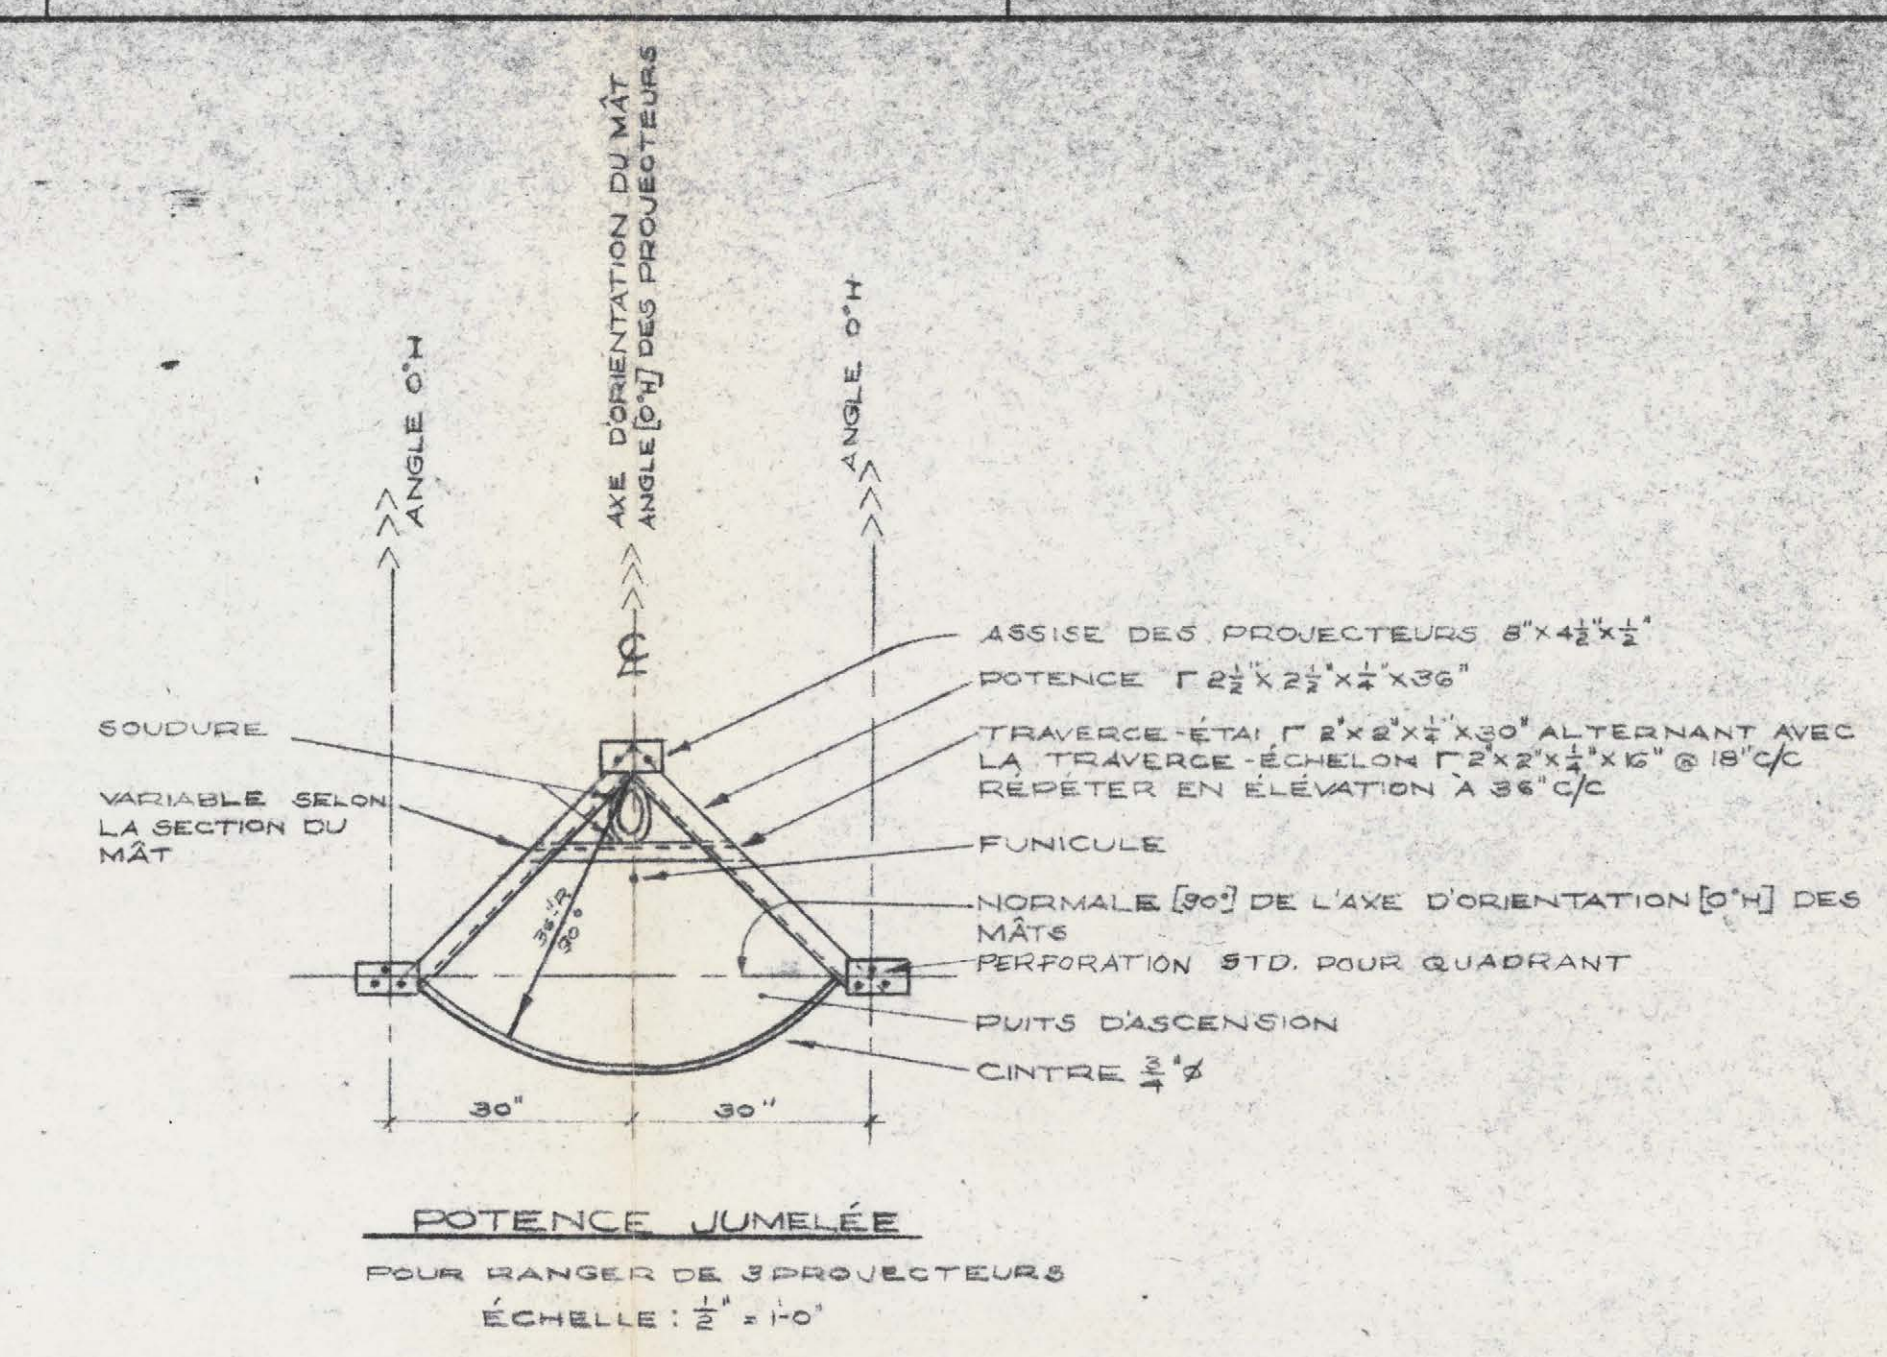 AXE D'ORIENTATION DU MÂT
ANGLE [0°H] DES PROJECTEURS
ANGLE 0°H
ANGLE 0°H
℄
ASSISE DES PROJECTEURS 8"X4½"X½"
POTENCE Γ 2½"X2½"X¼"X36"
TRAVERCE-ÉTAI Γ 2"X2"X¼"X30" ALTERNANT AVEC
LA TRAVERCE-ÉCHELON Γ 2"X2"X¼"X16" @ 18"C/C
RÉPÉTER EN ÉLÉVATION À 36"C/C
SOUDURE
VARIABLE SELON
LA SECTION DU
MÂT
FUNICULE
NORMALE [90°] DE L'AXE D'ORIENTATION [0°H] DES
MÂTS
PERFORATION STD. POUR QUADRANT
PUITS D'ASCENSION
CINTRE ¾"Ø
36"R
90°
30"
30"
POTENCE JUMELÉE
POUR RANGER DE 3 PROJECTEURS
ÉCHELLE : ½" = 1-0"